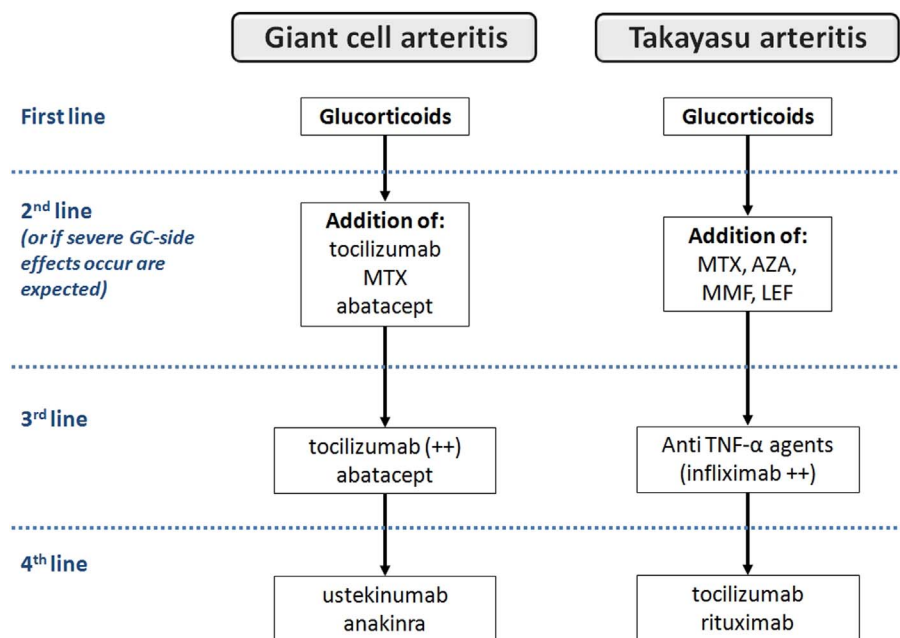 Giant cell arteritis
Takayasu arteritis
First line
Glucorticoids
Glucorticoids
2nd line
(or if severe GC-side
effects occur are
expected)
Addition of:
tocilizumab
MTX
abatacept
Addition of:
MTX, AZA,
MMF, LEF
3rd line
tocilizumab (++)
abatacept
Anti TNF-α agents
(infliximab ++)
4th line
ustekinumab
anakinra
tocilizumab
rituximab